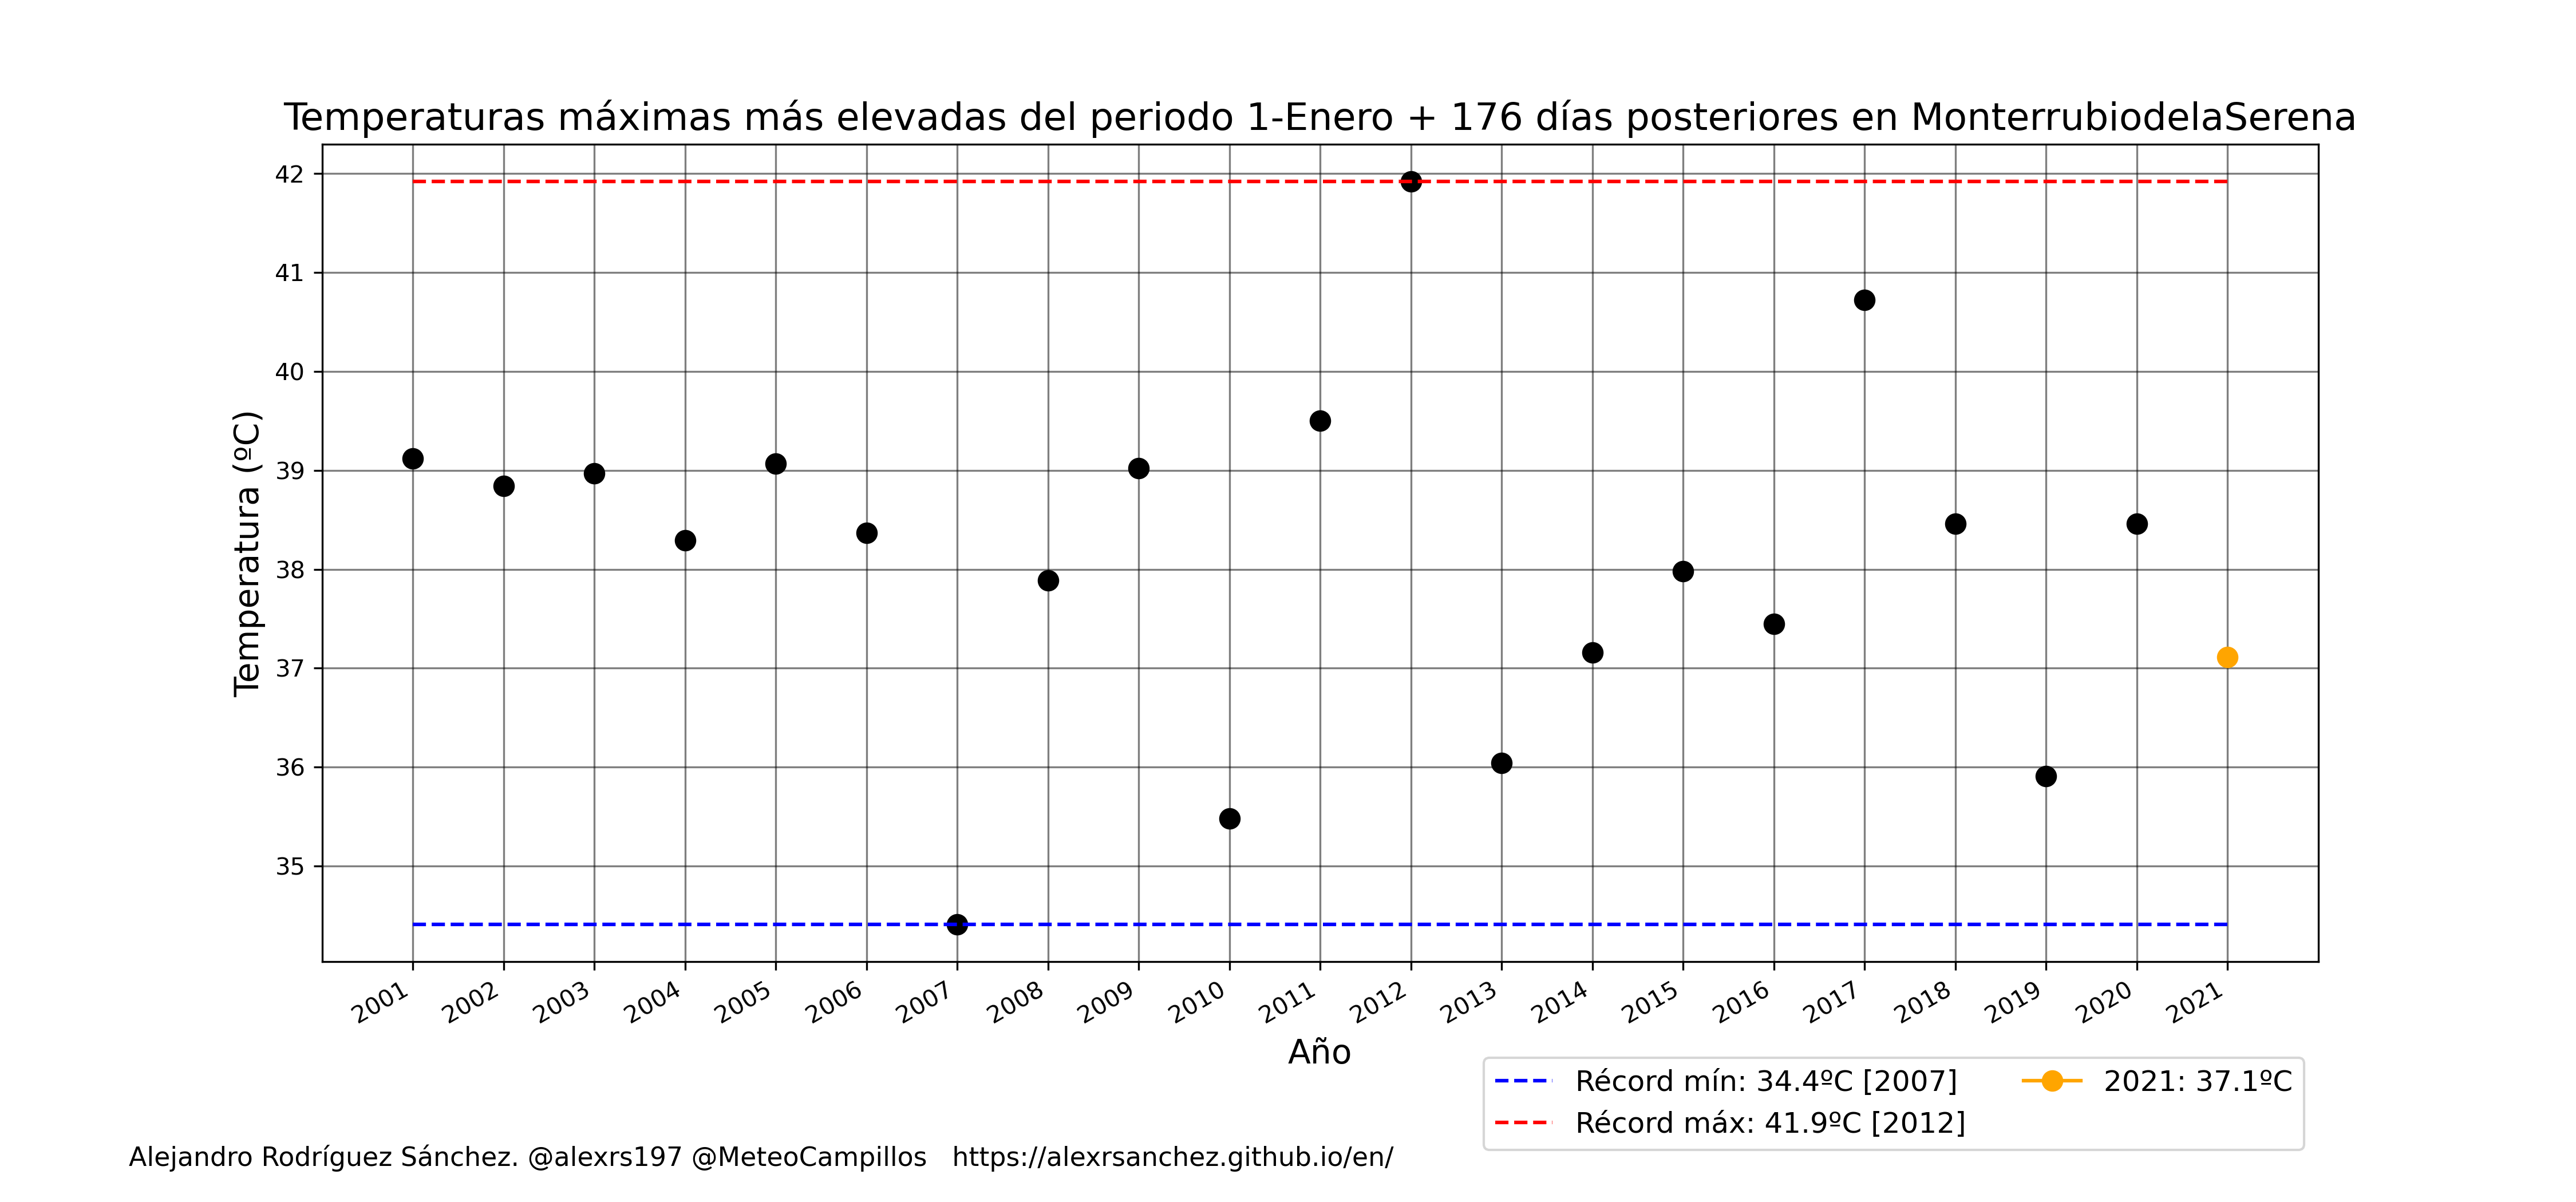 Temperaturas máximas más elevadas del periodo 1-Enero + 176 días posteriores en MonterrubiodelaSerena
Temperatura (ºC)
42
41
40
39
38
37
36
35
2001 2002 2003 2004 2005 2006 2007 2008 2009 2010 2011 2012 2013 2014 2015 2016 2017 2018 2019 2020 2021
Año
Récord mín: 34.4ºC [2007]
Récord máx: 41.9ºC [2012]
2021: 37.1ºC
Alejandro Rodríguez Sánchez. @alexrs197 @MeteoCampillos https://alexrsanchez.github.io/en/